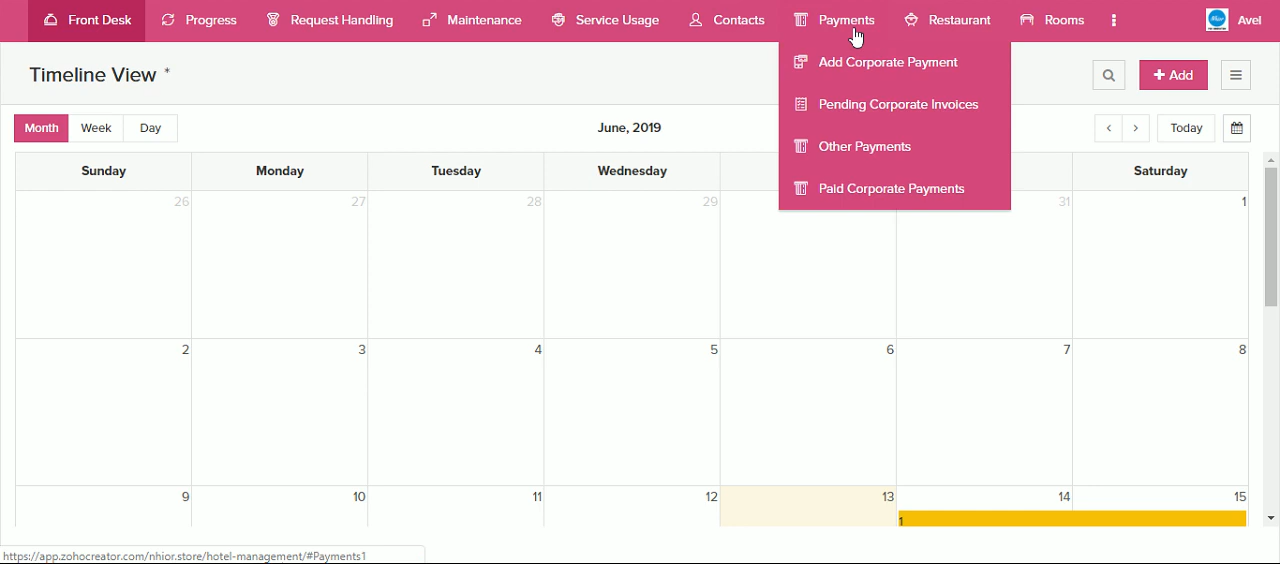 Front Desk
Progress
Request Handling
Maintenance
Service Usage
Contacts
Payments
Restaurant
Rooms
Avel
Add Corporate Payment
Pending Corporate Invoices
Other Payments
Paid Corporate Payments
Timeline View *
+ Add
Month Week Day
June, 2019
< > Today
Sunday Monday Tuesday Wednesday Saturday
26 27 28 29 31 1
2 3 4 5 6 7 8
9 10 11 12 13 14 15
1
https://app.zohocreator.com/nhior.store/hotel-management/#Payments1